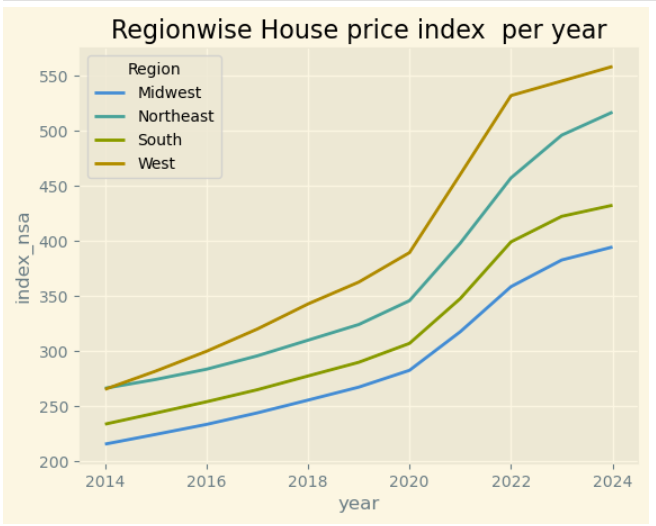 Regionwise House price index  per year
Region
Midwest
Northeast
South
West
550
500
450
400
350
300
250
200
index_nsa
2014 2016 2018 2020 2022 2024
year